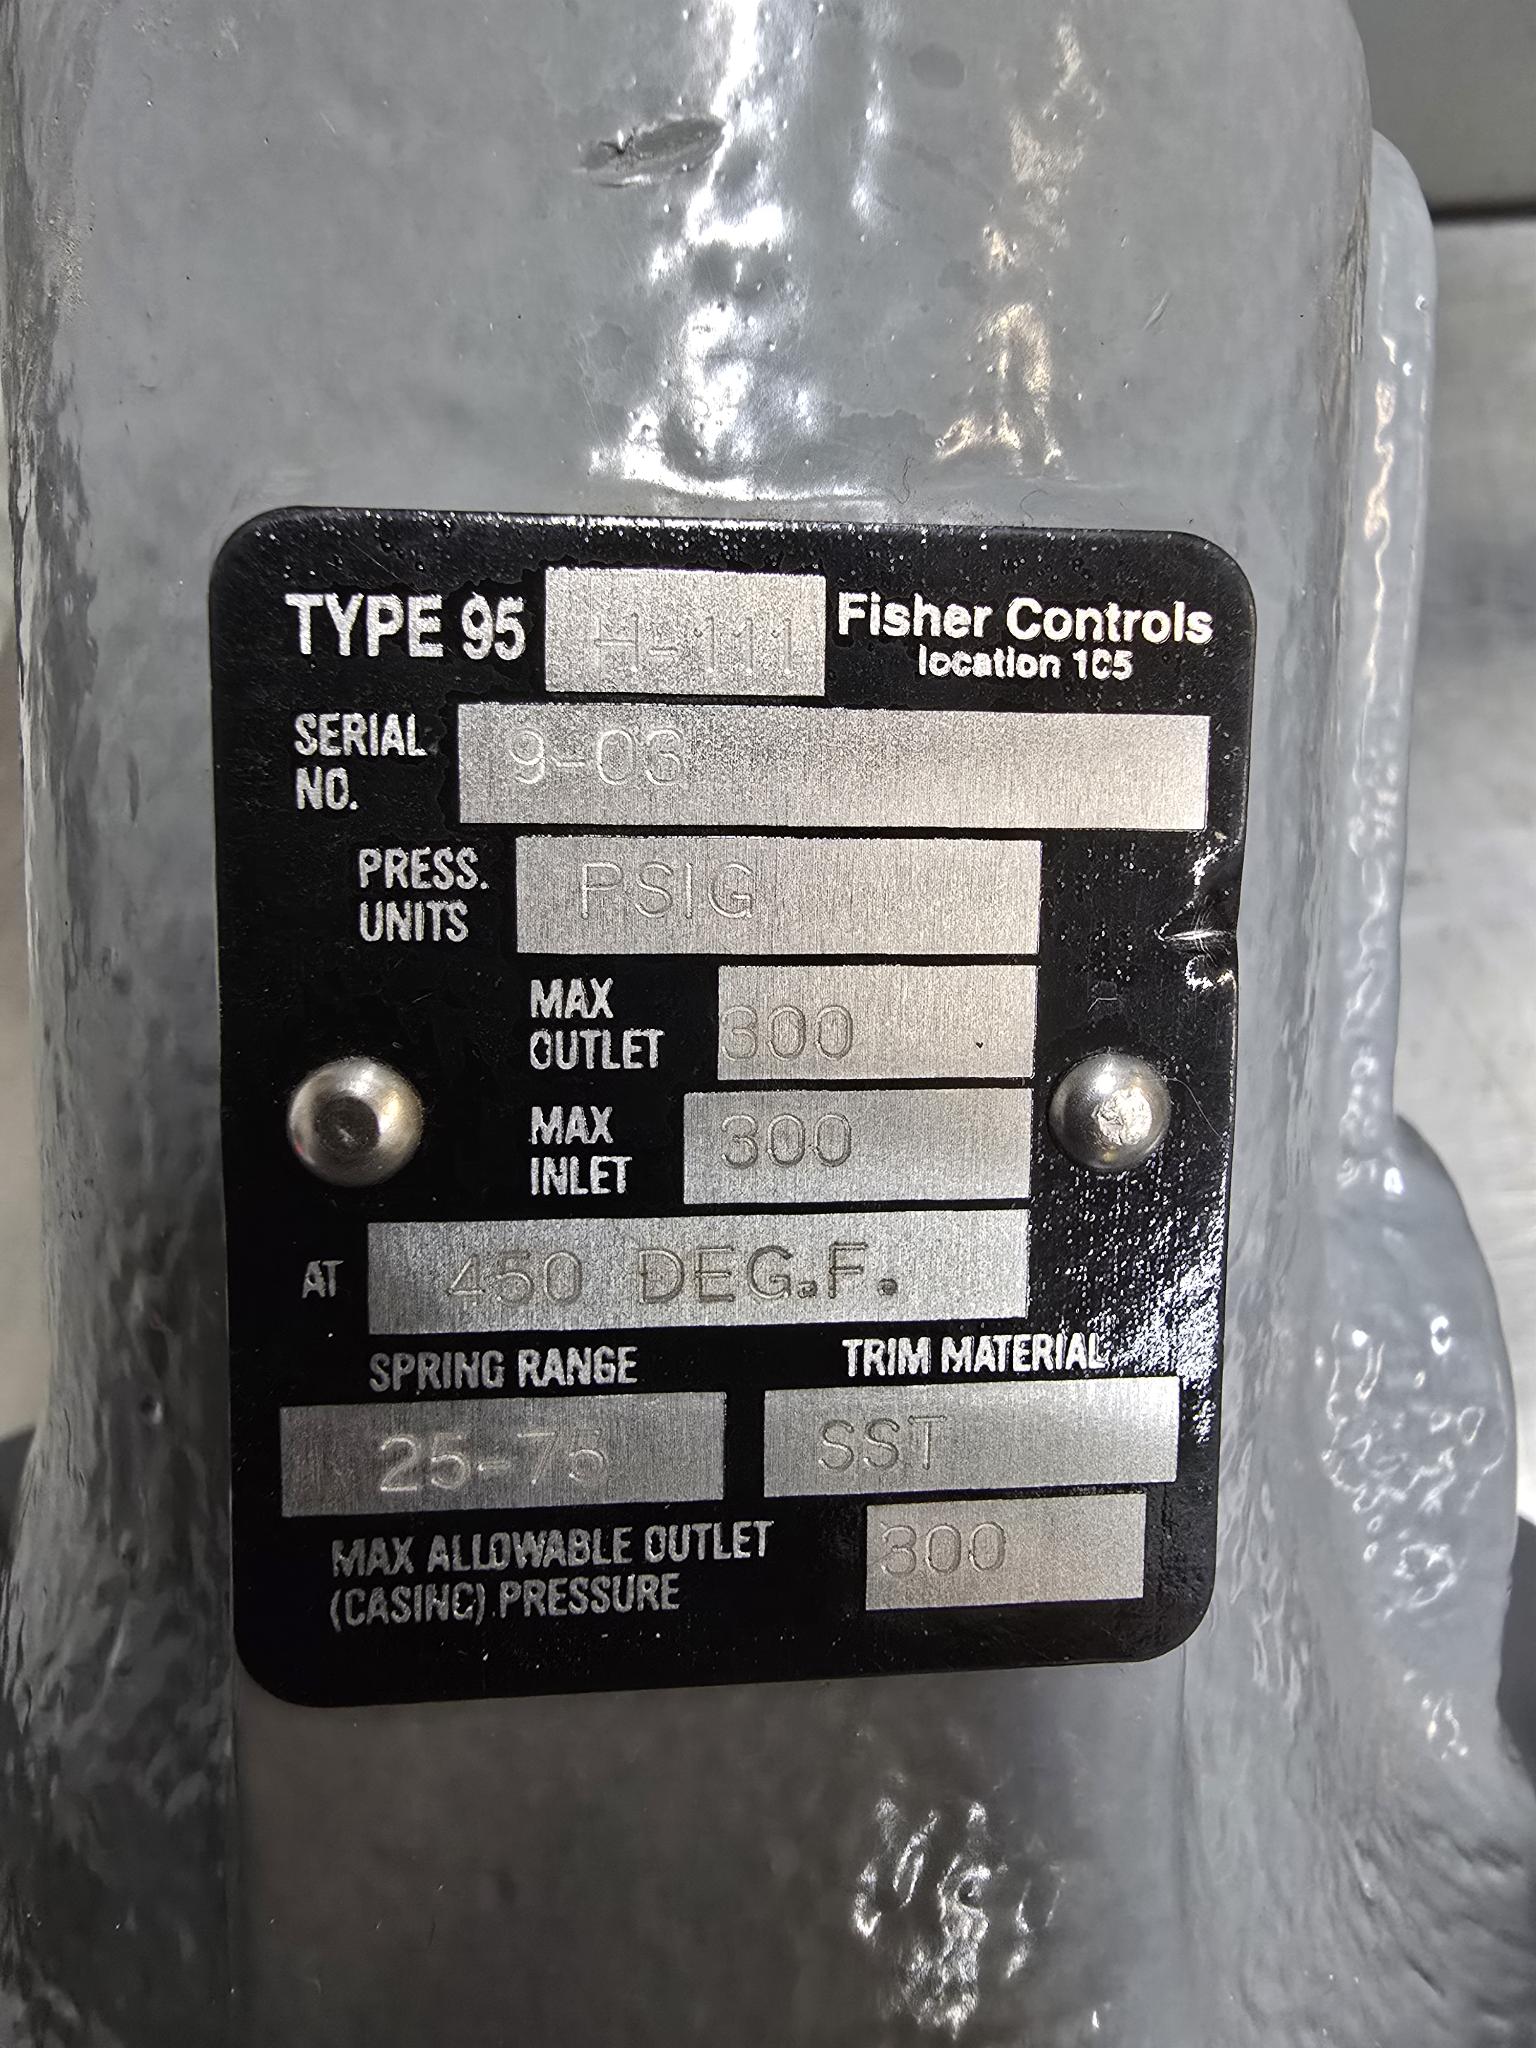 TYPE 95 H-111 Fisher Controls
location 1C5
SERIAL NO. 9-03
PRESS. UNITS PSIG
MAX OUTLET 300
MAX INLET 300
AT 450 DEG.F.
SPRING RANGE TRIM MATERIAL
25-75 SST
MAX ALLOWABLE OUTLET
(CASING) PRESSURE 300